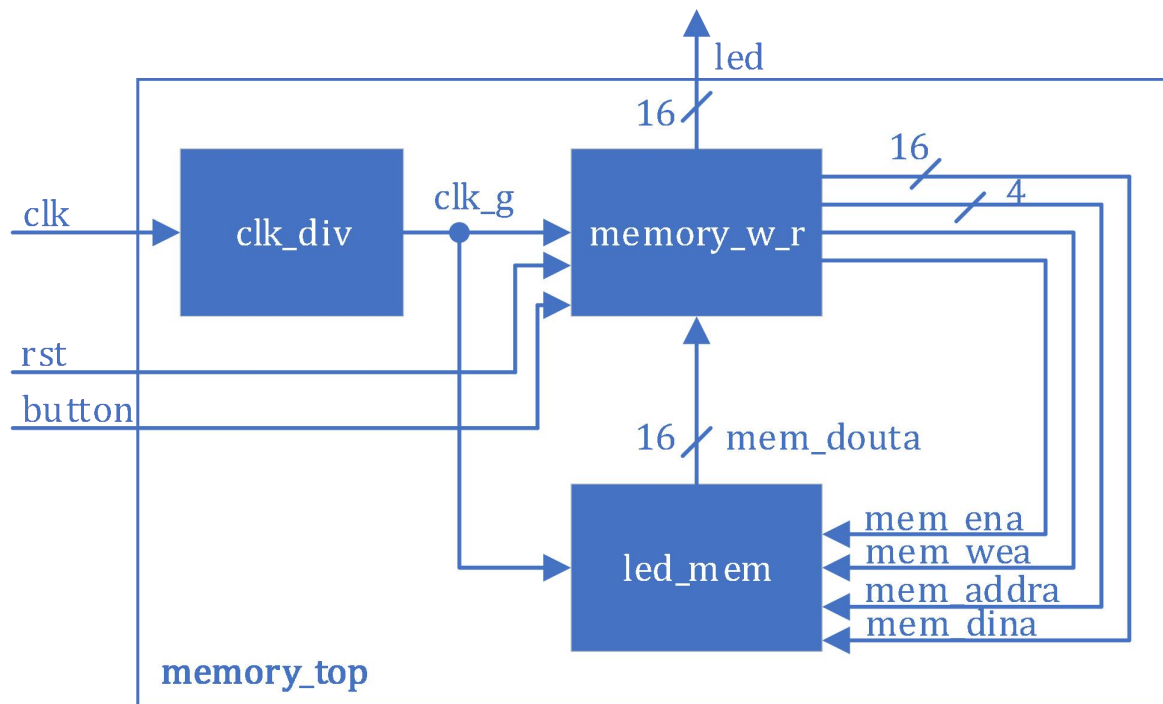 led
16
16
4
clk
clk_g
clk_div
memory_w_r
rst
button
16
mem_douta
mem_ena
mem_wea
led_mem
mem_addra
mem_dina
memory_top